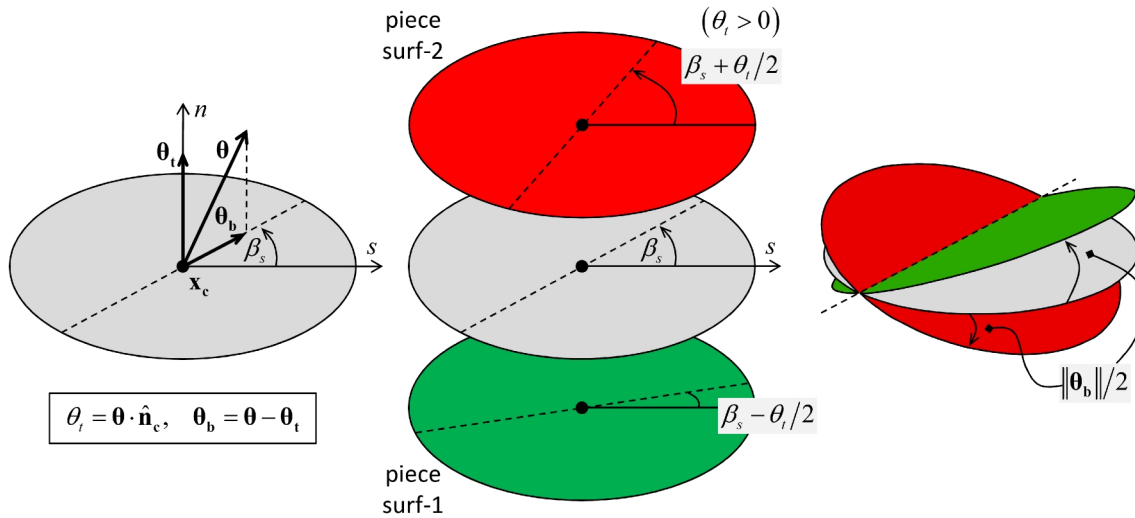 n
θ_t
θ
θ_b
β_s
s
x_c
θ_t = θ·n̂_c, θ_b = θ − θ_t
piece
surf-2
(θ_t > 0)
β_s + θ_t/2
β_s
s
β_s − θ_t/2
piece
surf-1
‖θ_b‖/2